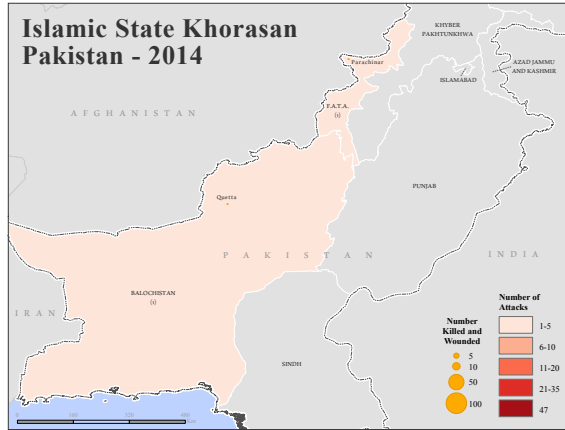 Islamic State Khorasan
Pakistan - 2014
KHYBER
PAKHTUNKHWA
Parachinar
AZAD JAMMU
AND KASHMIR
ISLAMABAD
F.A.T.A.
(1)
AFGHANISTAN
PUNJAB
Quetta
PAKISTAN
INDIA
BALOCHISTAN
(1)
IRAN
SINDH
Number
Killed and
Wounded
5
10
50
100
Number of
Attacks
1-5
6-10
11-20
21-35
47